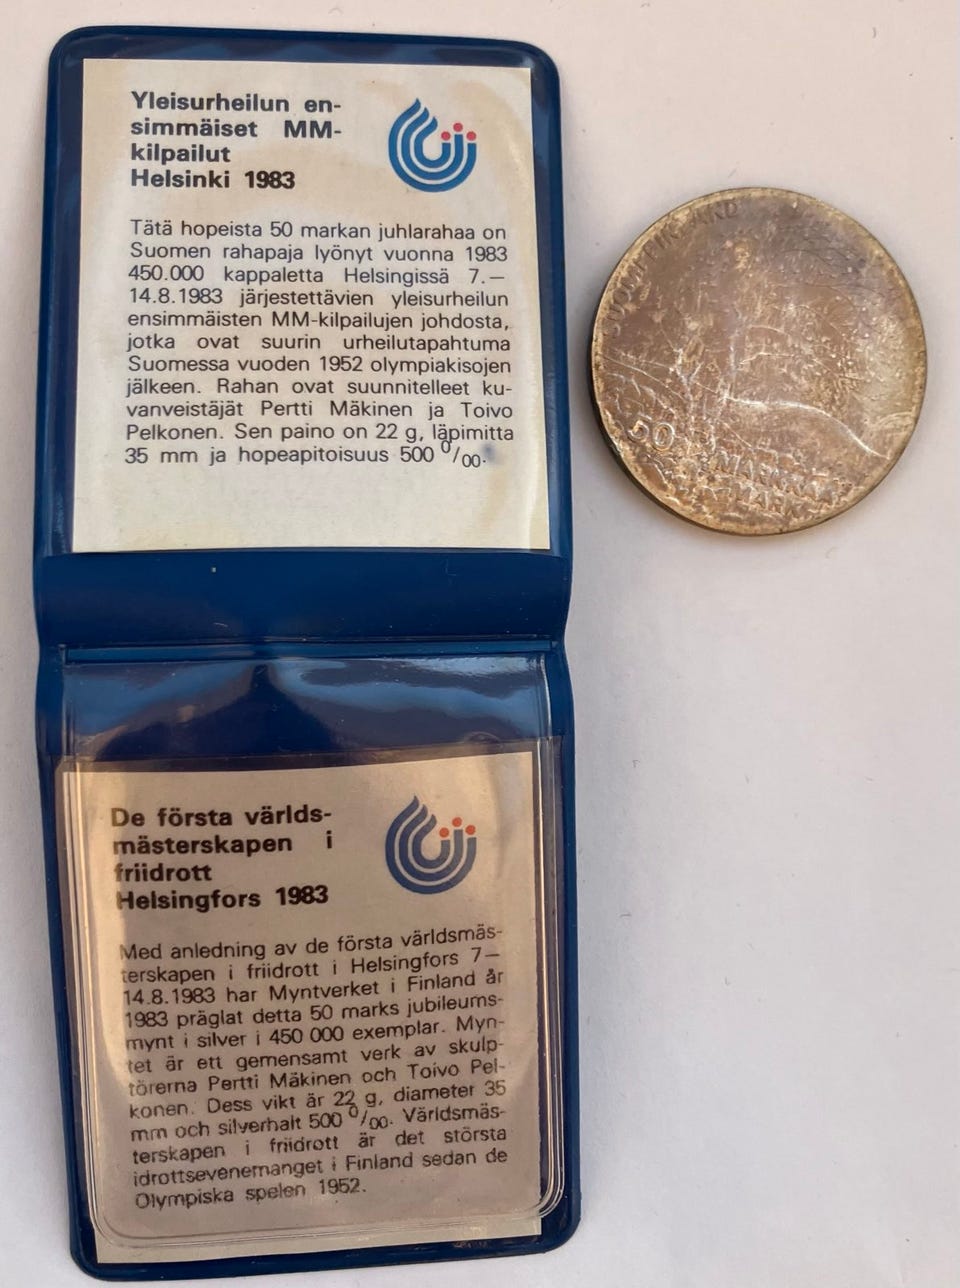 Yleisurheilun en-
simmäiset MM-
kilpailut
Helsinki 1983
Tätä hopeista 50 markan juhlarahaa on
Suomen rahapaja lyönyt vuonna 1983
450.000 kappaletta Helsingissä 7.—
14.8.1983 järjestettävien yleisurheilun
ensimmäisten MM-kilpailujen johdosta,
jotka ovat suurin urheilutapahtuma
Suomessa vuoden 1952 olympiakisojen
jälkeen. Rahan ovat suunnitelleet ku-
vanveistäjät Pertti Mäkinen ja Toivo
Pelkonen. Sen paino on 22 g, läpimitta
35 mm ja hopeapitoisuus 500 0/00.
De första världs-
mästerskapen i
friidrott
Helsingfors 1983
Med anledning av de första världsmäs-
terskapen i friidrott i Helsingfors 7—
14.8.1983 har Myntverket i Finland år
1983 präglat detta 50 marks jubileums-
mynt i silver i 450 000 exemplar. Myn-
tet är ett gemensamt verk av skulp-
törerna Pertti Mäkinen och Toivo Pel-
konen. Dess vikt är 22 g, diameter 35
mm och silverhalt 500 0/00. Världsmäs-
terskapen i friidrott är det största
idrottsevenemanget i Finland sedan de
Olympiska spelen 1952.
SUOMI FINLAND
50 MARKKAA
MARK